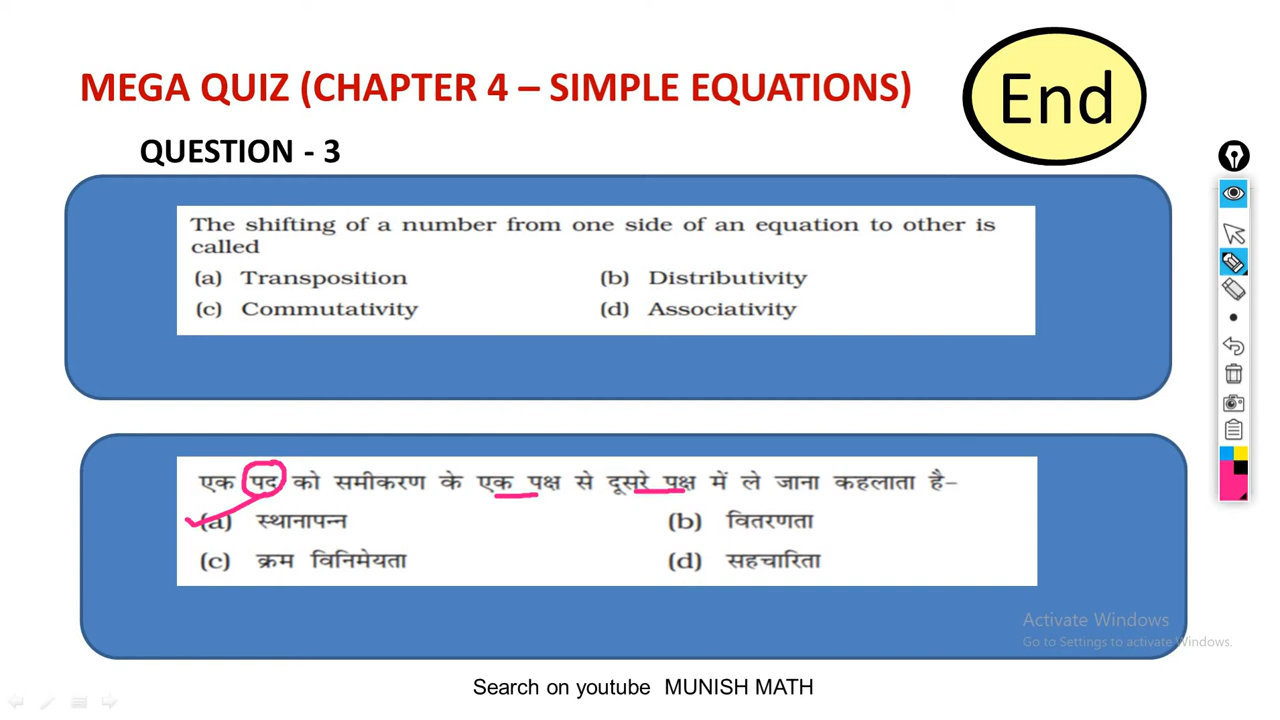 MEGA QUIZ (CHAPTER 4 – SIMPLE EQUATIONS)
End
QUESTION - 3
The shifting of a number from one side of an equation to other is
called
(a) Transposition (b) Distributivity
(c) Commutativity (d) Associativity
एक पद को समीकरण के एक पक्ष से दूसरे पक्ष में ले जाना कहलाता है–
(a) स्थानापन्न (b) वितरणता
(c) क्रम विनिमेयता (d) सहचारिता
Activate Windows
Go to Settings to activate Windows.
Search on youtube MUNISH MATH